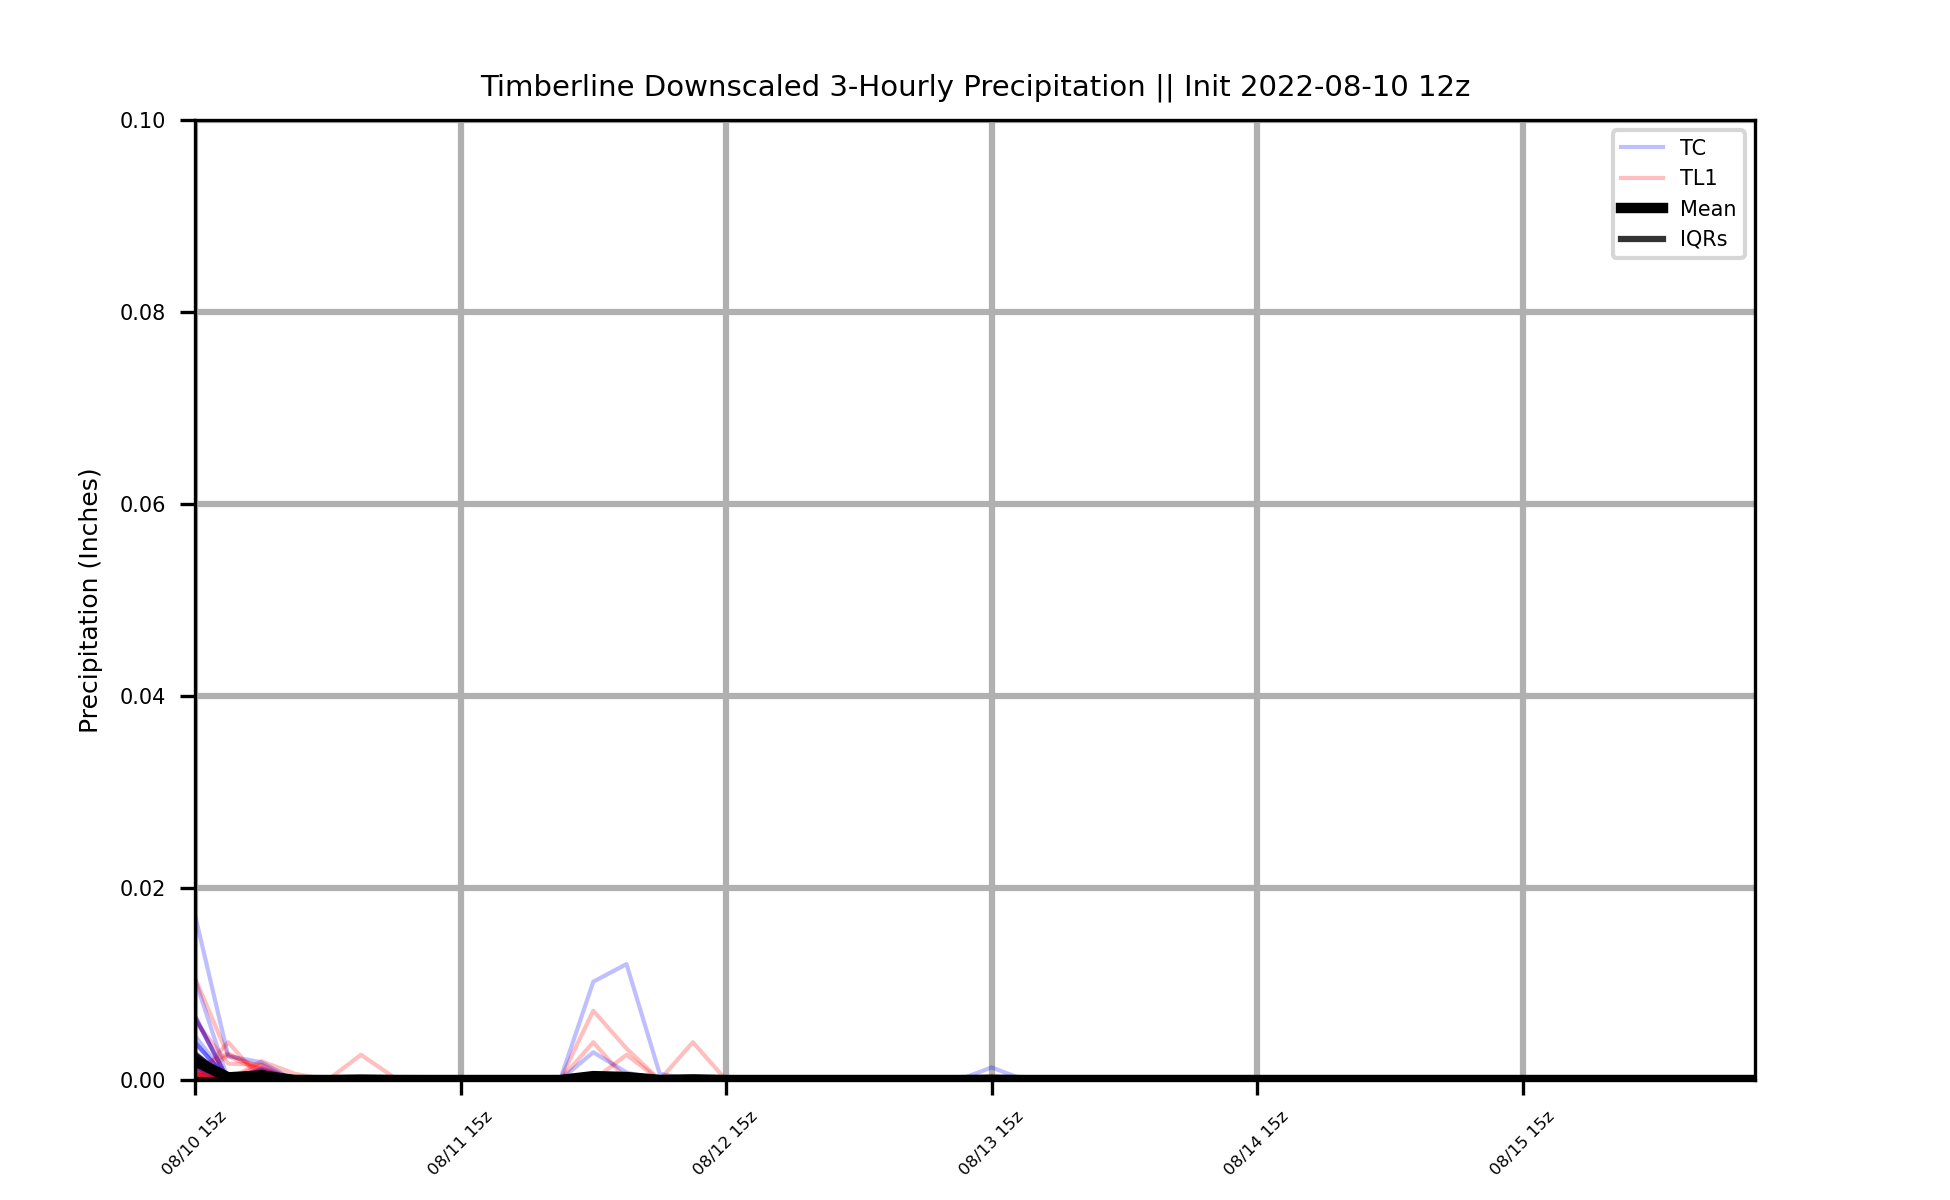 Timberline Downscaled 3-Hourly Precipitation || Init 2022-08-10 12z
TC
TL1
Mean
IQRs
Precipitation (Inches)
0.10
0.08
0.06
0.04
0.02
0.00
08/10 15z
08/11 15z
08/12 15z
08/13 15z
08/14 15z
08/15 15z